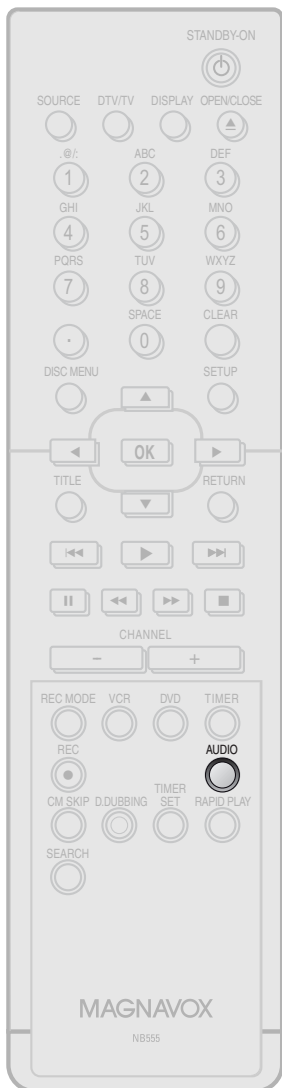 STANDBY-ON
SOURCE DTV/TV DISPLAY OPEN/CLOSE
.@/: ABC DEF
1 2 3
GHI JKL MNO
4 5 6
PQRS TUV WXYZ
7 8 9
SPACE CLEAR
. 0
DISC MENU SETUP
OK
TITLE RETURN
CHANNEL
– +
REC MODE VCR DVD TIMER
REC AUDIO
CM SKIP D.DUBBING TIMER SET RAPID PLAY
SEARCH
MAGNAVOX
NB555